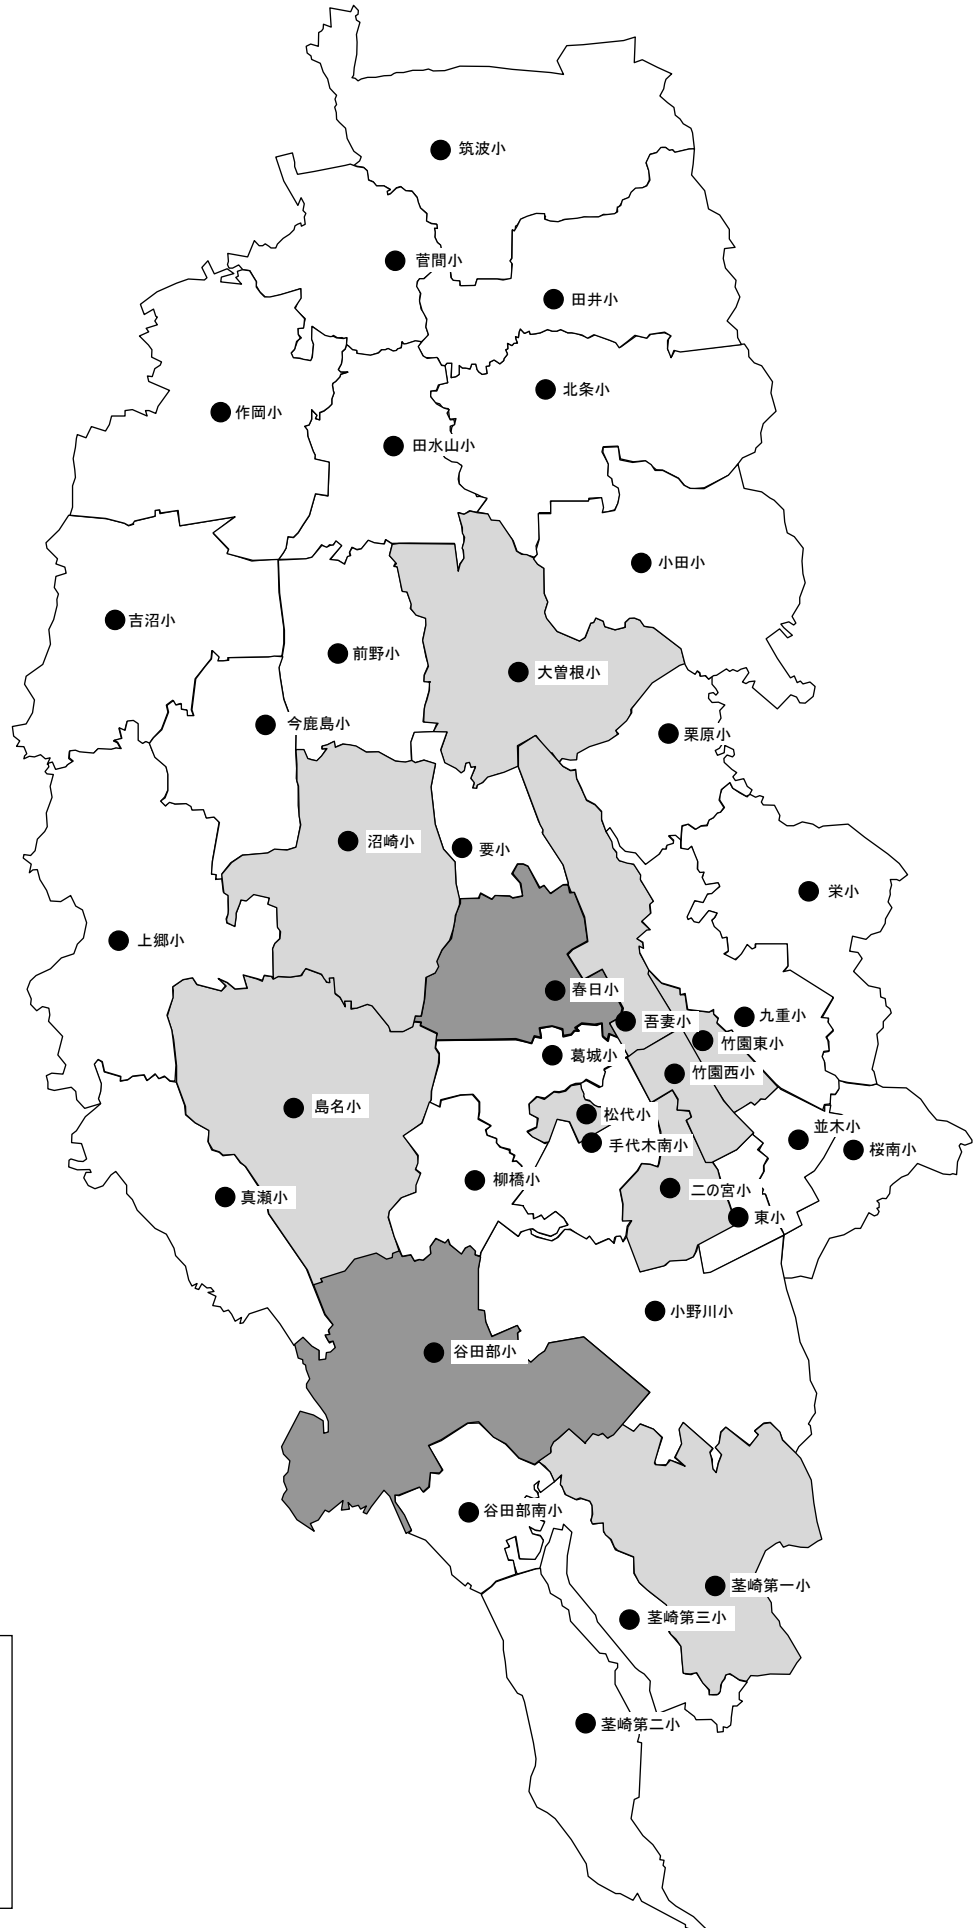 筑波小
菅間小
田井小
北条小
作岡小
田水山小
小田小
吉沼小
前野小
大曽根小
今鹿島小
栗原小
沼崎小
要小
栄小
上郷小
春日小
九重小
吾妻小
竹園東小
葛城小
竹園西小
島名小
松代小
並木小
手代木南小
桜南小
柳橋小
二の宮小
真瀬小
東小
小野川小
谷田部小
谷田部南小
茎崎第一小
茎崎第三小
茎崎第二小